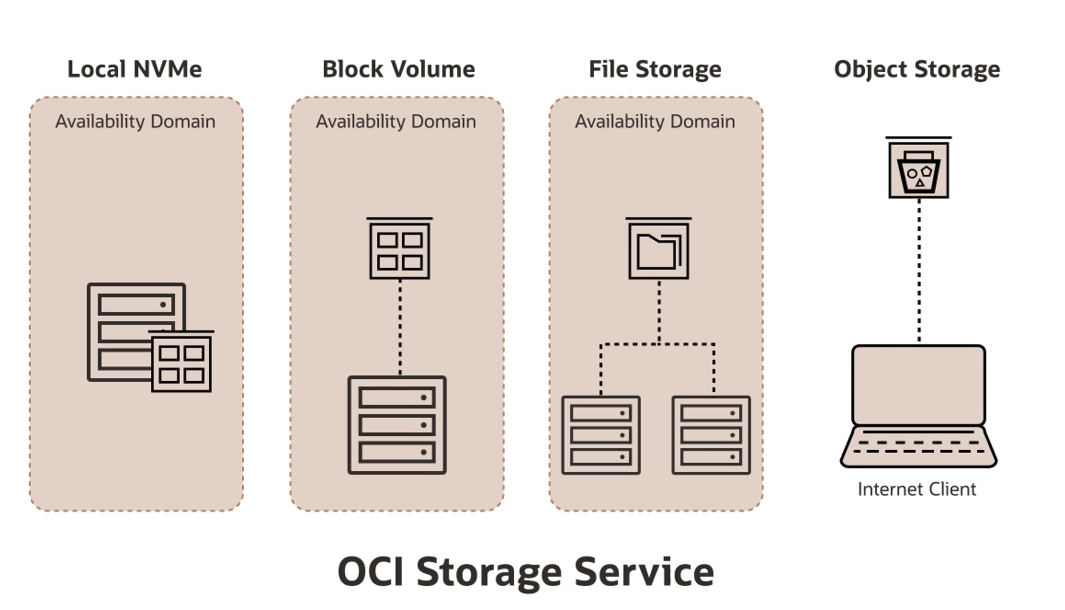 Local NVMe
Block Volume
File Storage
Object Storage
Availability Domain
Availability Domain
Availability Domain
Internet Client
OCI Storage Service